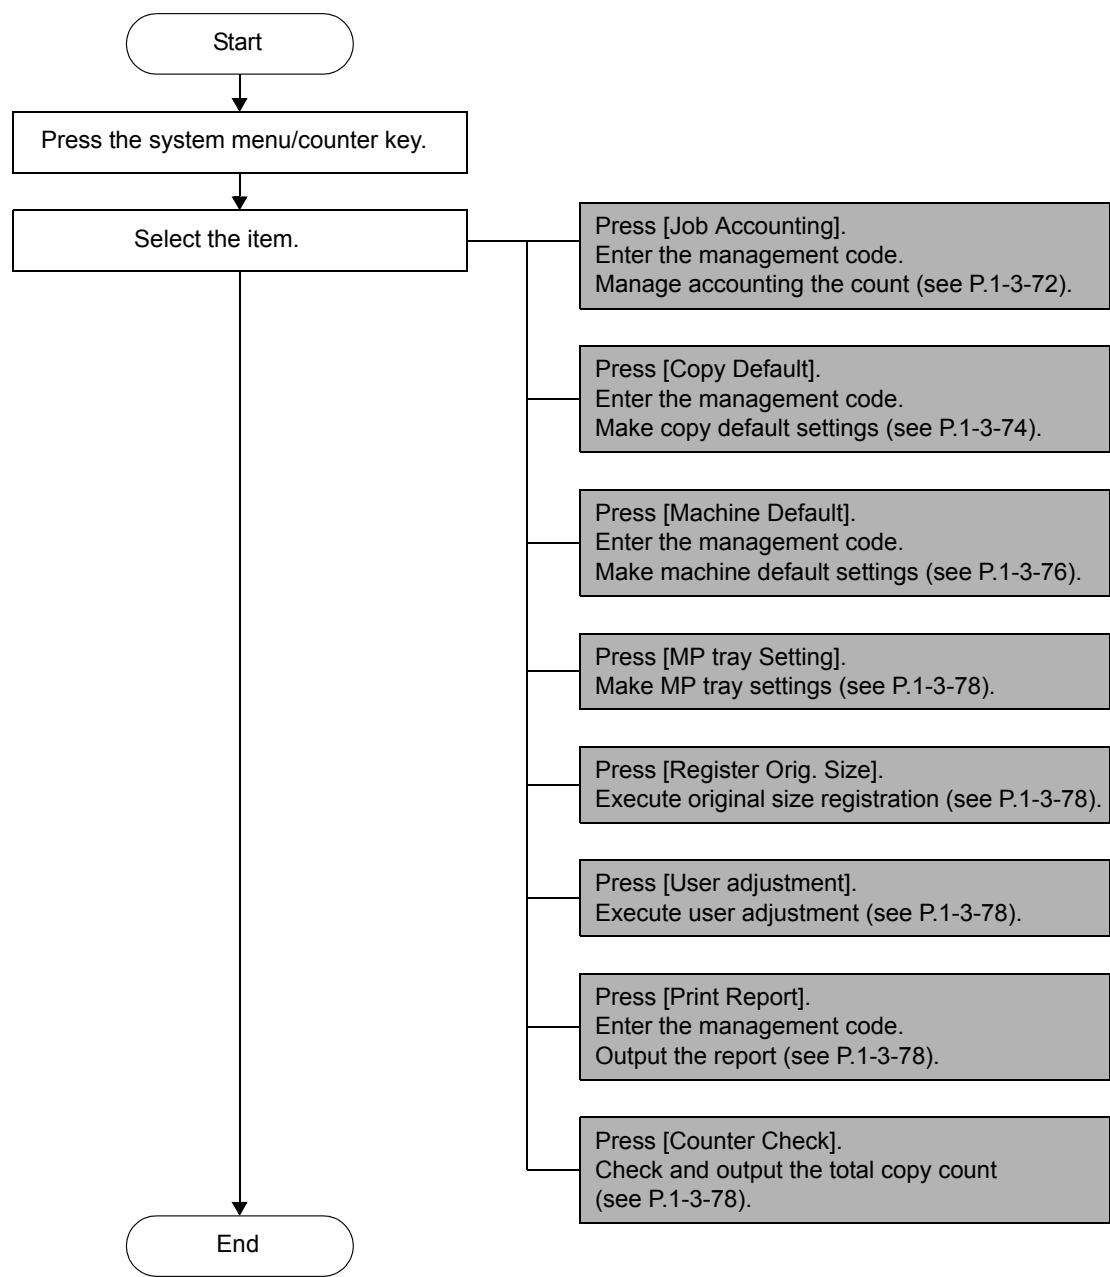 Start
Press the system menu/counter key.
Select the item.
Press [Job Accounting].
Enter the management code.
Manage accounting the count (see P.1-3-72).
Press [Copy Default].
Enter the management code.
Make copy default settings (see P.1-3-74).
Press [Machine Default].
Enter the management code.
Make machine default settings (see P.1-3-76).
Press [MP tray Setting].
Make MP tray settings (see P.1-3-78).
Press [Register Orig. Size].
Execute original size registration (see P.1-3-78).
Press [User adjustment].
Execute user adjustment (see P.1-3-78).
Press [Print Report].
Enter the management code.
Output the report (see P.1-3-78).
Press [Counter Check].
Check and output the total copy count
(see P.1-3-78).
End